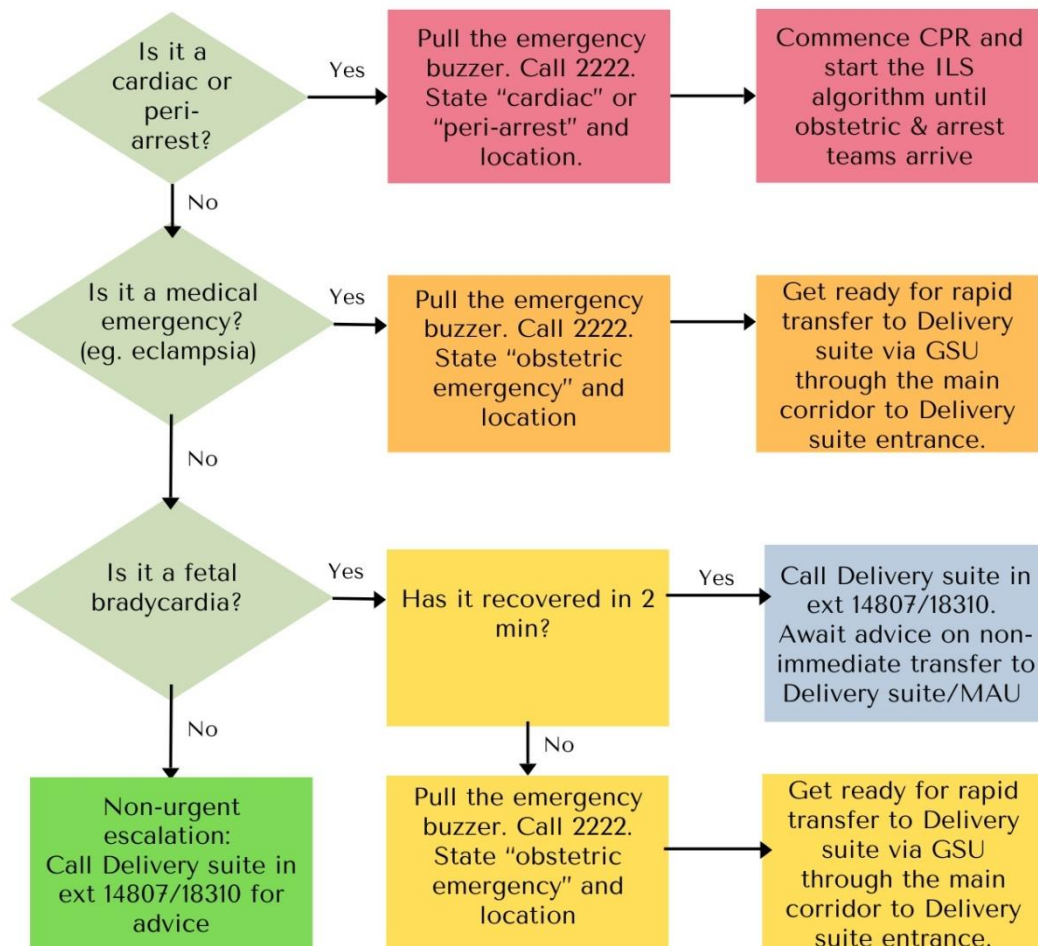 Is it a
cardiac or
peri-
arrest?
Yes
Pull the emergency
buzzer. Call 2222.
State “cardiac” or
“peri-arrest” and
location.
Commence CPR and
start the ILS
algorithm until
obstetric & arrest
teams arrive
No
Is it a medical
emergency?
(eg. eclampsia)
Yes
Pull the emergency
buzzer. Call 2222.
State “obstetric
emergency” and
location
Get ready for rapid
transfer to Delivery
suite via GSU
through the main
corridor to Delivery
suite entrance.
No
Is it a fetal
bradycardia?
Yes
Has it recovered in 2
min?
Yes
Call Delivery suite in
ext 14807/18310.
Await advice on non-
immediate transfer to
Delivery suite/MAU
No
No
Non-urgent
escalation:
Call Delivery suite in
ext 14807/18310 for
advice
Pull the emergency
buzzer. Call 2222.
State “obstetric
emergency” and
location
Get ready for rapid
transfer to Delivery
suite via GSU
through the main
corridor to Delivery
suite entrance.